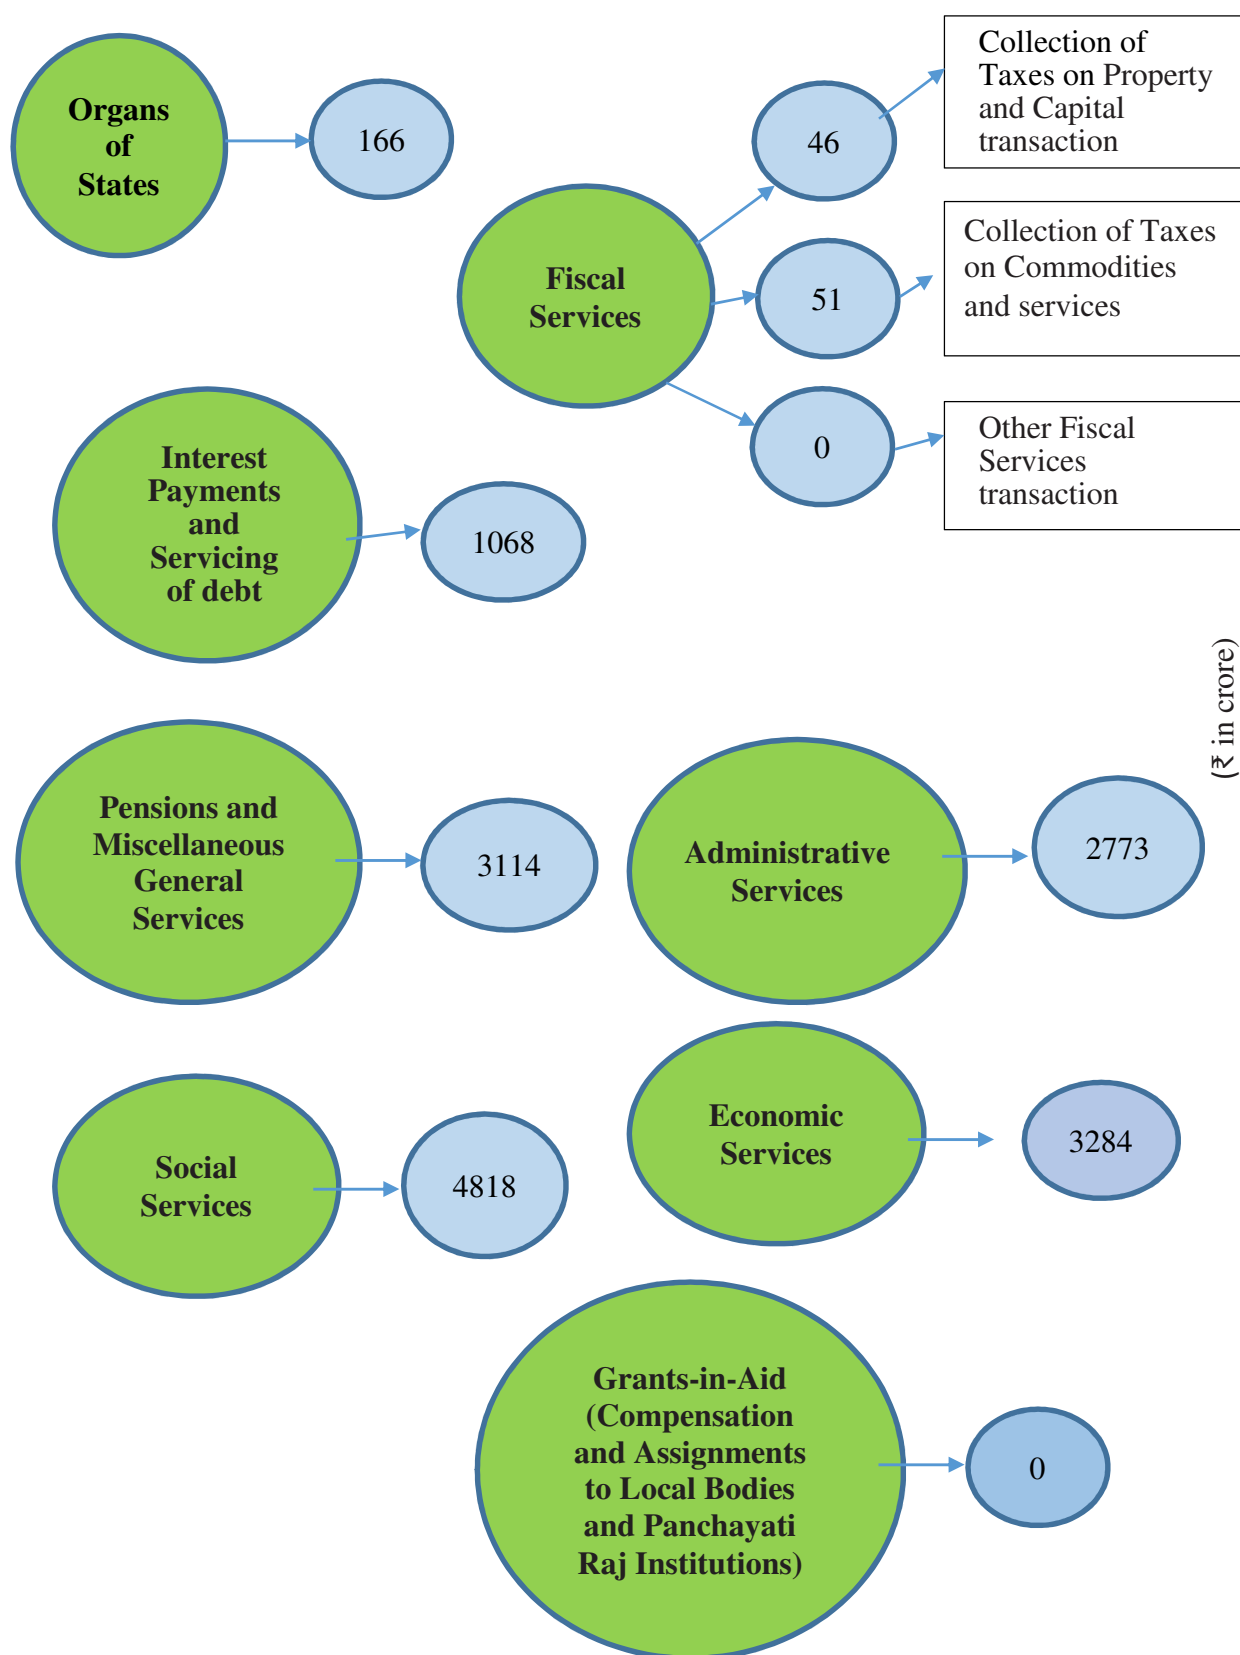 Organs
of
States
166
Fiscal
Services
46
Collection of
Taxes on Property
and Capital
transaction
51
Collection of Taxes
on Commodities
and services
0
Other Fiscal
Services
transaction
Interest
Payments
and
Servicing
of debt
1068
(₹ in crore)
Pensions and
Miscellaneous
General
Services
3114
Administrative
Services
2773
Social
Services
4818
Economic
Services
3284
Grants-in-Aid
(Compensation
and Assignments
to Local Bodies
and Panchayati
Raj Institutions)
0